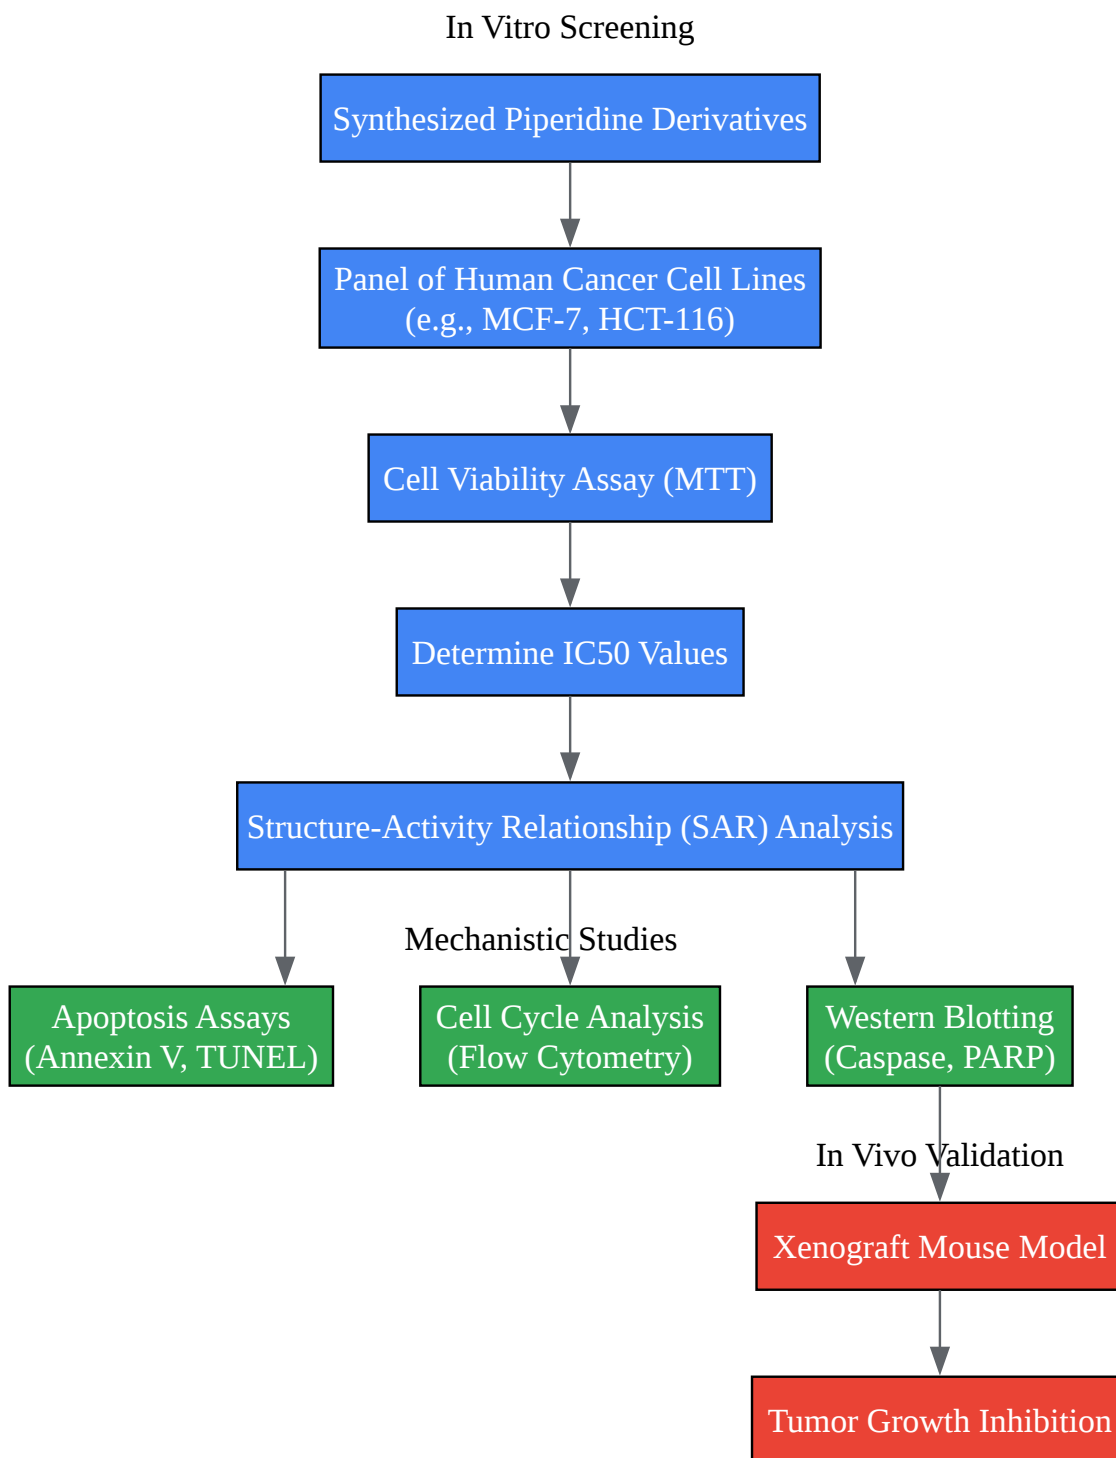 In Vitro Screening
Synthesized Piperidine Derivatives
Panel of Human Cancer Cell Lines
(e.g., MCF-7, HCT-116)
Cell Viability Assay (MTT)
Determine IC50 Values
Structure-Activity Relationship (SAR) Analysis
Mechanistic Studies
Apoptosis Assays
(Annexin V, TUNEL)
Cell Cycle Analysis
(Flow Cytometry)
Western Blotting
(Caspase, PARP)
In Vivo Validation
Xenograft Mouse Model
Tumor Growth Inhibition